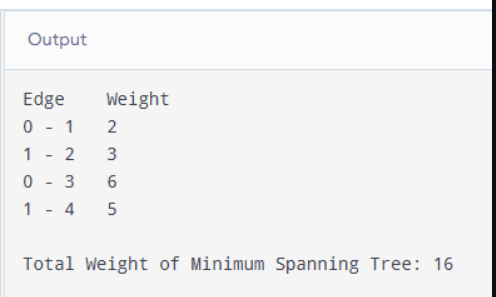 Output
Edge    Weight
0 - 1   2
1 - 2   3
0 - 3   6
1 - 4   5
Total Weight of Minimum Spanning Tree: 16